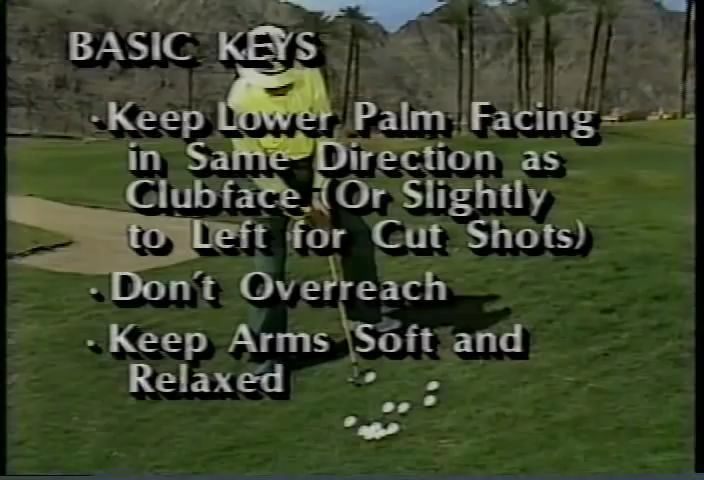 BASIC KEYS
·Keep Lower Palm Facing
in Same Direction as
Clubface (Or Slightly
to Left for Cut Shots)
·Don't Overreach
·Keep Arms Soft and
Relaxed